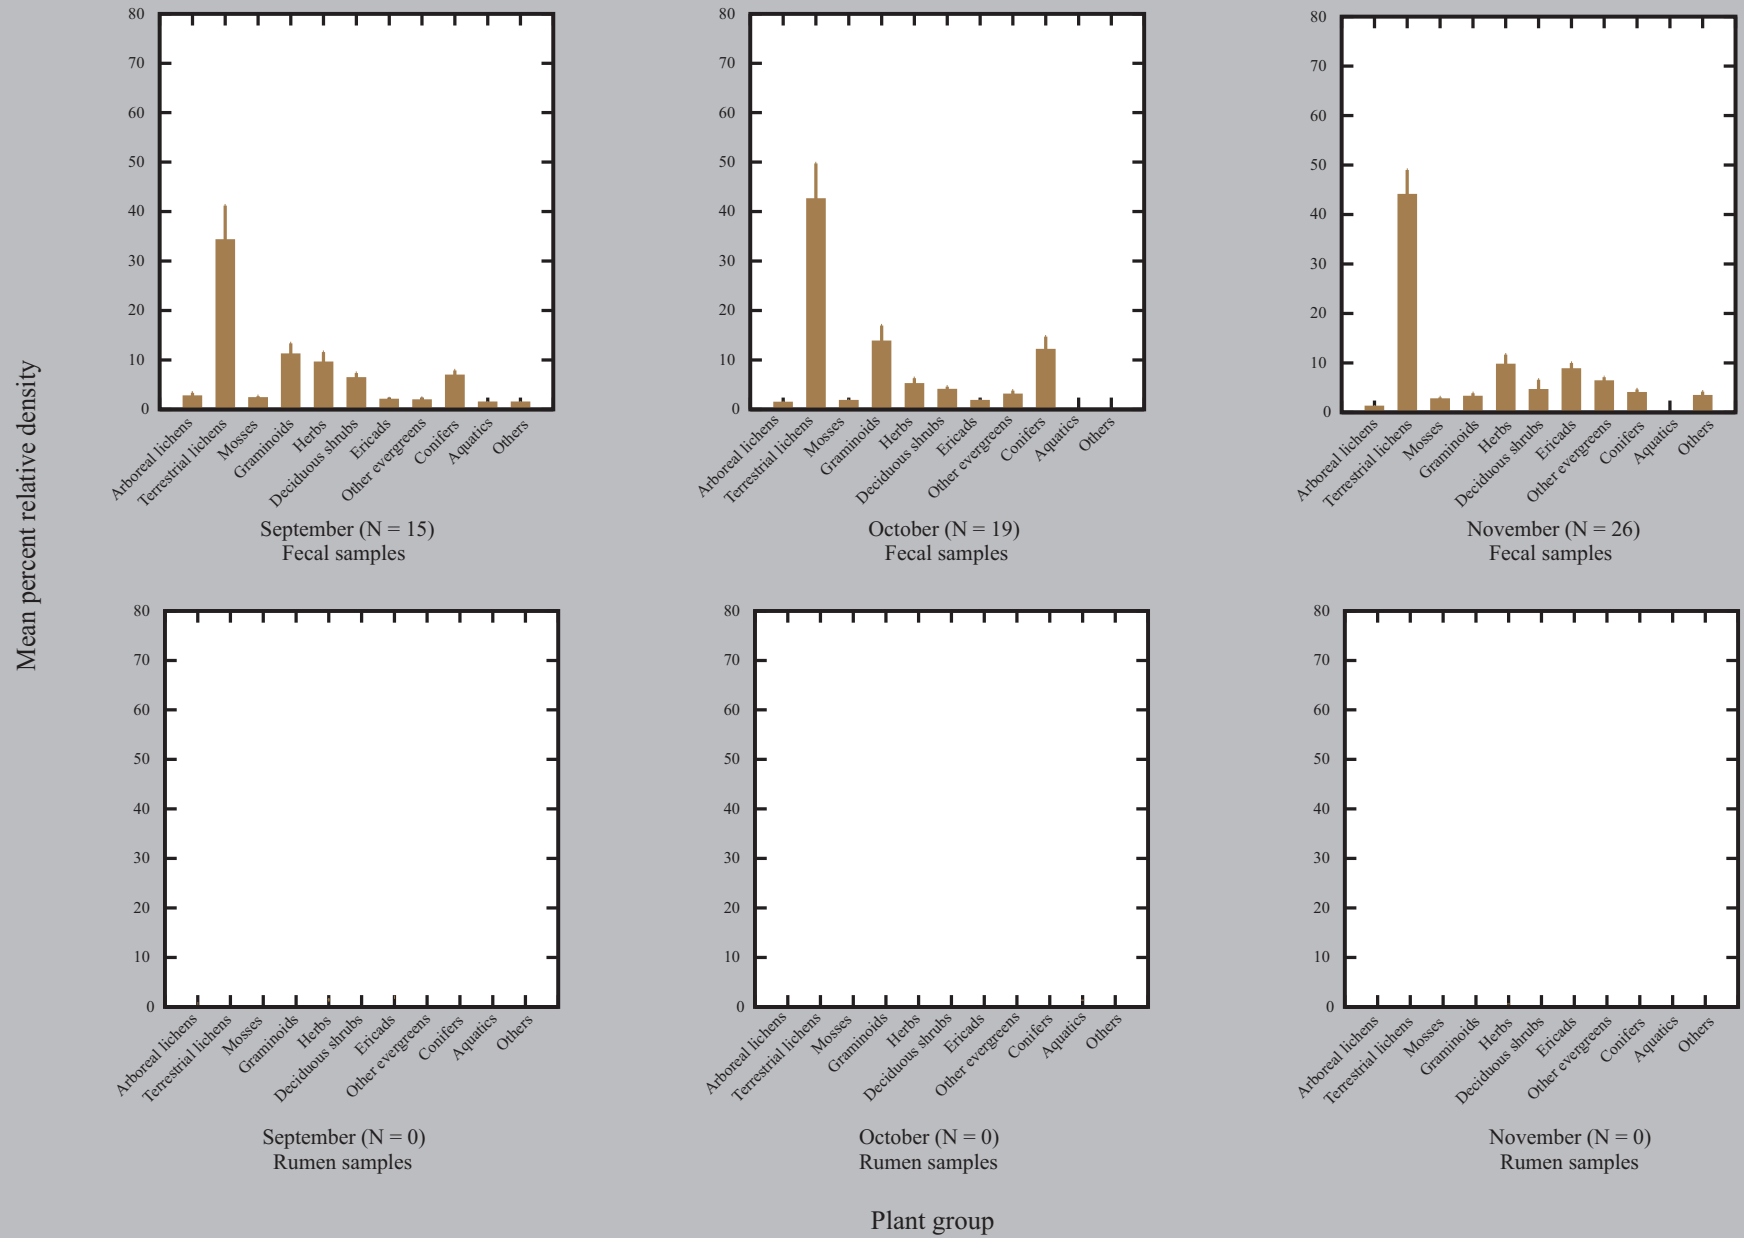 Mean percent relative density
80
70
60
50
40
30
20
10
0
Arboreal lichens
Terrestrial lichens
Mosses
Graminoids
Herbs
Deciduous shrubs
Ericads
Other evergreens
Conifers
Aquatics
Others
September (N = 15)
Fecal samples
80
70
60
50
40
30
20
10
0
Arboreal lichens
Terrestrial lichens
Mosses
Graminoids
Herbs
Deciduous shrubs
Ericads
Other evergreens
Conifers
Aquatics
Others
October (N = 19)
Fecal samples
80
70
60
50
40
30
20
10
0
Arboreal lichens
Terrestrial lichens
Mosses
Graminoids
Herbs
Deciduous shrubs
Ericads
Other evergreens
Conifers
Aquatics
Others
November (N = 26)
Fecal samples
80
70
60
50
40
30
20
10
0
Arboreal lichens
Terrestrial lichens
Mosses
Graminoids
Herbs
Deciduous shrubs
Ericads
Other evergreens
Conifers
Aquatics
Others
September (N = 0)
Rumen samples
80
70
60
50
40
30
20
10
0
Arboreal lichens
Terrestrial lichens
Mosses
Graminoids
Herbs
Deciduous shrubs
Ericads
Other evergreens
Conifers
Aquatics
Others
October (N = 0)
Rumen samples
80
70
60
50
40
30
20
10
0
Arboreal lichens
Terrestrial lichens
Mosses
Graminoids
Herbs
Deciduous shrubs
Ericads
Other evergreens
Conifers
Aquatics
Others
November (N = 0)
Rumen samples
Plant group